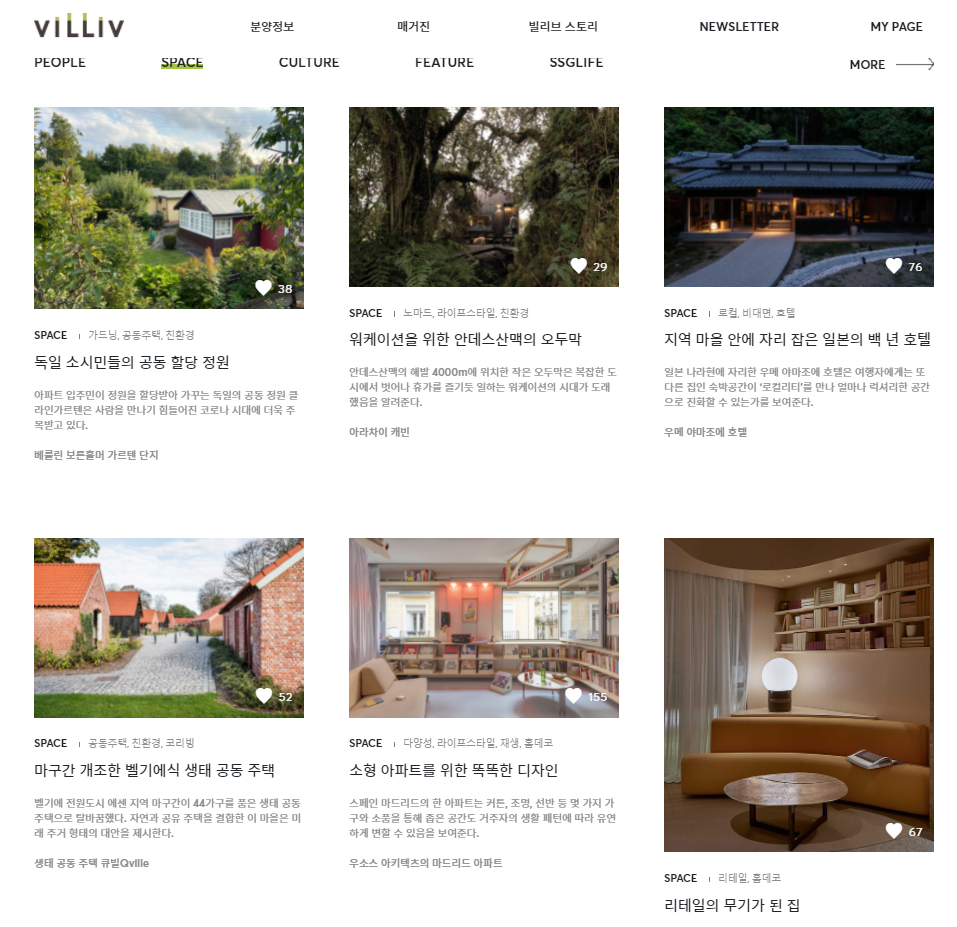 VILLIV
분양정보
매거진
빌리브 스토리
NEWSLETTER
MY PAGE
PEOPLE
SPACE
CULTURE
FEATURE
SSGLIFE
MORE
38
SPACE
가드닝, 공동주택, 친환경
독일 소시민들의 공동 할당 정원
아파트 입주민이 정원을 할당받아 가꾸는 독일의 공동 정원 클
라인가르텐은 사람을 만나기 힘들어진 코로나 시대에 더욱 주
목받고 있다.
베를린 보른홀머 가르텐 단지
29
SPACE
노마드, 라이프스타일, 친환경
워케이션을 위한 안데스산맥의 오두막
안데스산맥의 해발 4000m에 위치한 작은 오두막은 복잡한 도
시에서 벗어나 휴가를 즐기듯 일하는 워케이션의 시대가 도래
했음을 알려준다.
아라차이 캐빈
76
SPACE
로컬, 비대면, 호텔
지역 마을 안에 자리 잡은 일본의 백 년 호텔
일본 나라현에 자리한 우메 야마조에 호텔은 여행자에게는 또
다른 집인 숙박공간이 ‘로컬리티’를 만나 얼마나 럭셔리한 공간
으로 진화할 수 있는가를 보여준다.
우메 야마조에 호텔
52
SPACE
공동주택, 친환경, 코리빙
마구간 개조한 벨기에식 생태 공동 주택
벨기에 전원도시 에센 지역 마구간이 44가구를 품은 생태 공동
주택으로 탈바꿈했다. 자연과 공유 주택을 결합한 이 마을은 미
래 주거 형태의 대안을 제시한다.
생태 공동 주택 큐빌Qville
155
SPACE
다양성, 라이프스타일, 재생, 홈데코
소형 아파트를 위한 똑똑한 디자인
스페인 마드리드의 한 아파트는 커튼, 조명, 선반 등 몇 가지 가
구와 소품을 통해 좁은 공간도 거주자의 생활 패턴에 따라 유연
하게 변할 수 있음을 보여준다.
우소스 아키텍츠의 마드리드 아파트
67
SPACE
리테일, 홈데코
리테일의 무기가 된 집